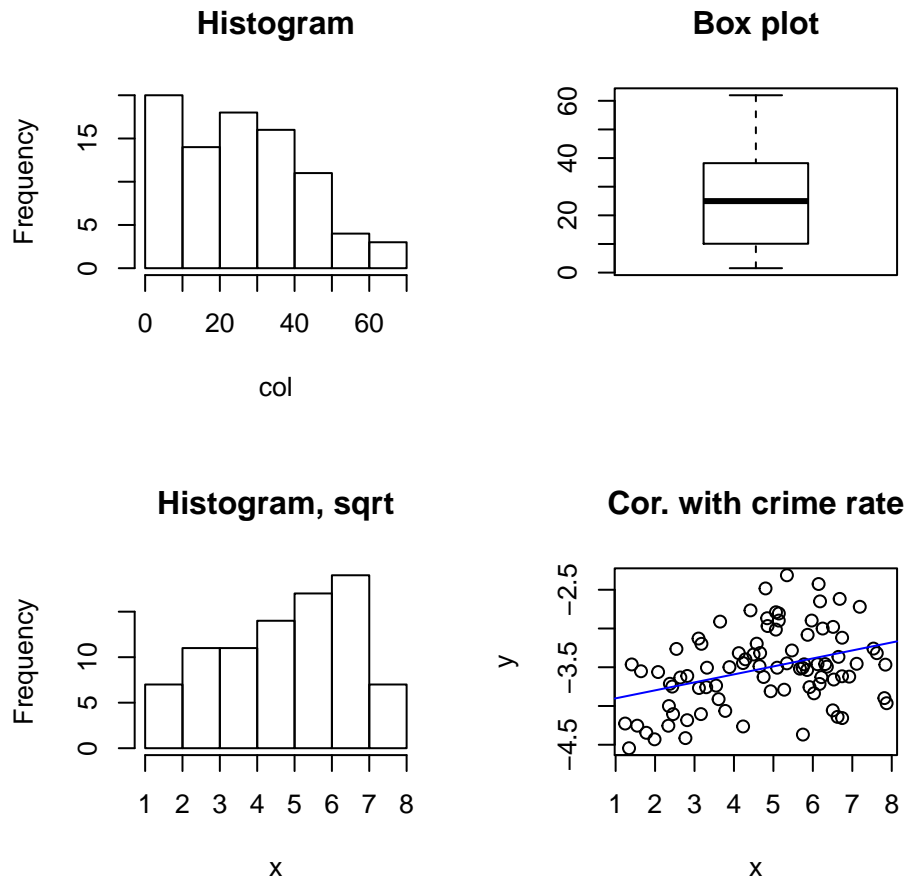 Histogram
Frequency
15
5
0
0 20 40 60
col
Box plot
60
40
20
0
Histogram, sqrt
Frequency
10
5
0
1 2 3 4 5 6 7 8
x
Cor. with crime rate
y
−2.5
−3.5
−4.5
1 2 3 4 5 6 7 8
x